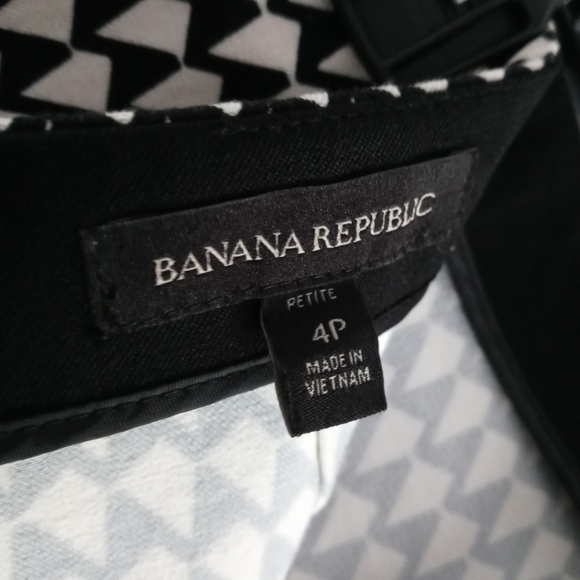 BANANA REPUBLIC
PETITE
4P
MADE IN
VIETNAM